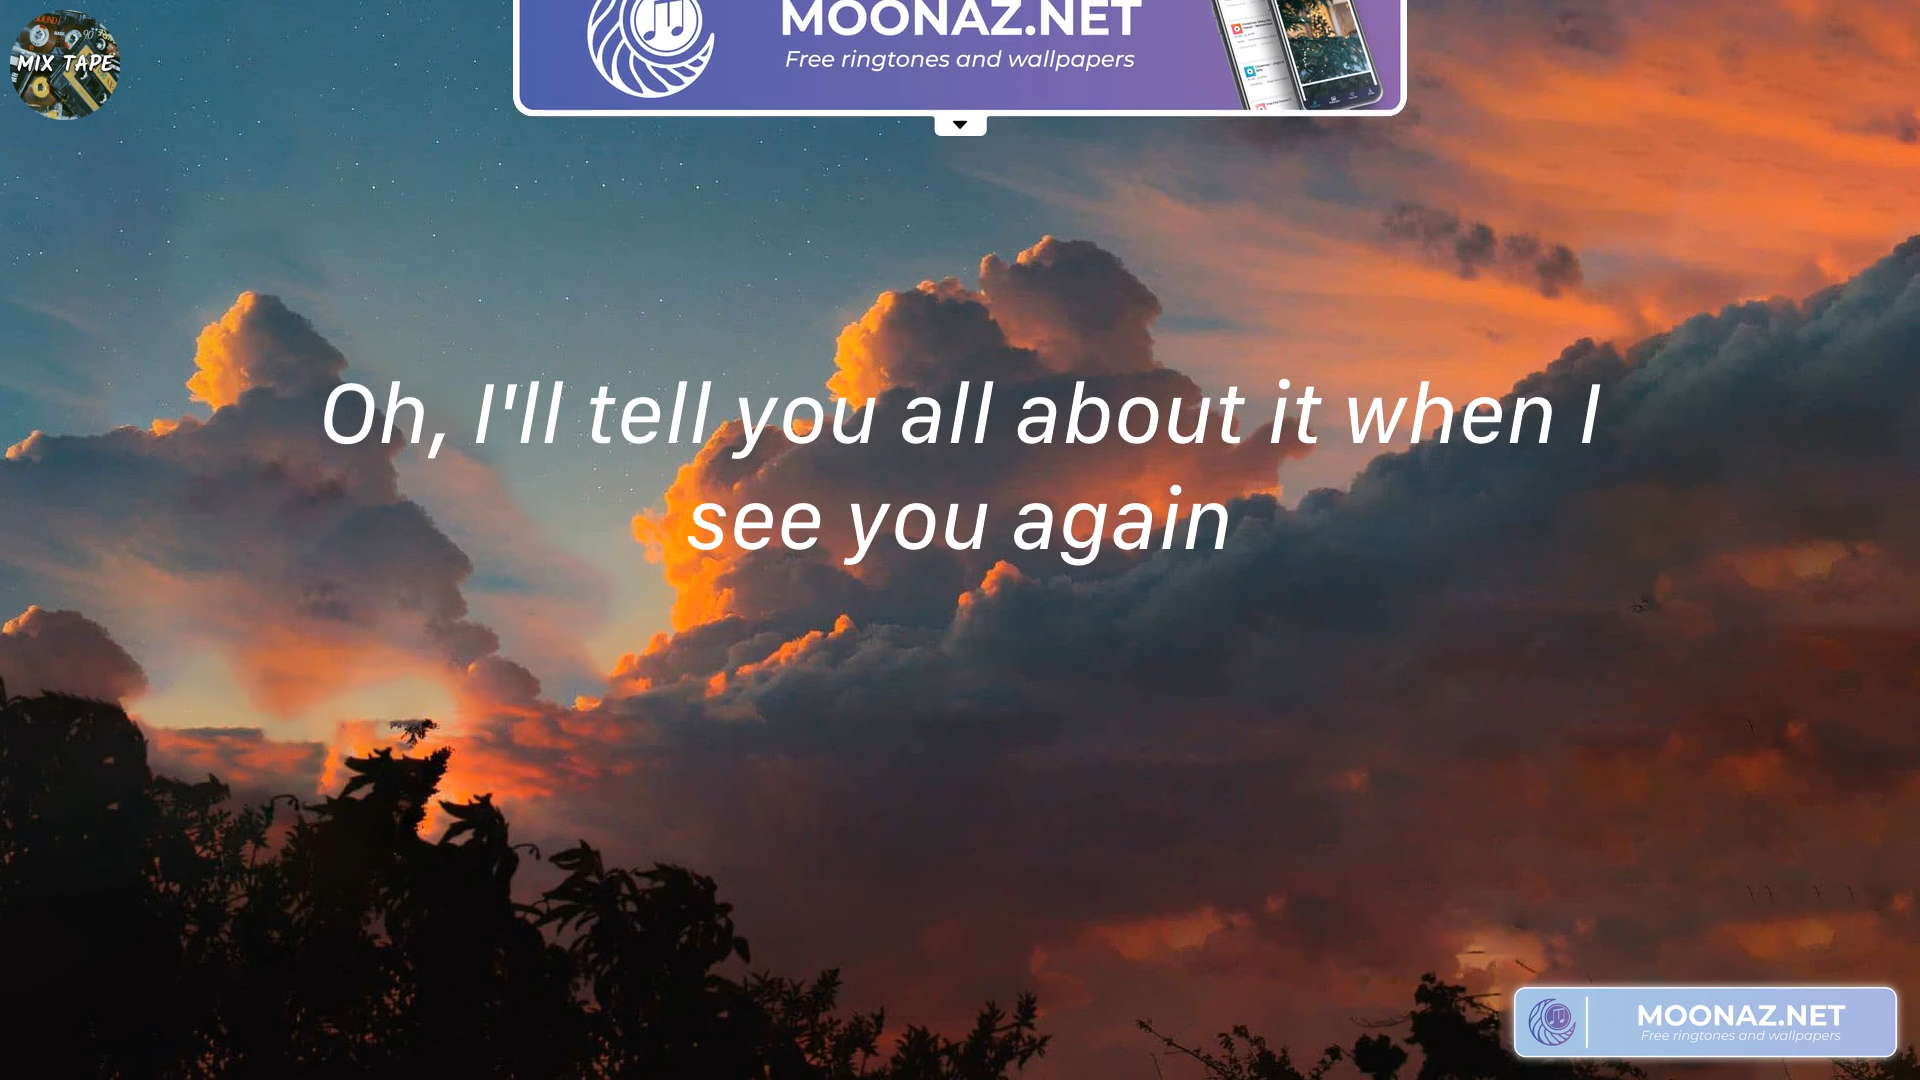 MIX TAPE
MOONAZ.NET
Free ringtones and wallpapers
Oh, I'll tell you all about it when I
see you again
MOONAZ.NET
Free ringtones and wallpapers